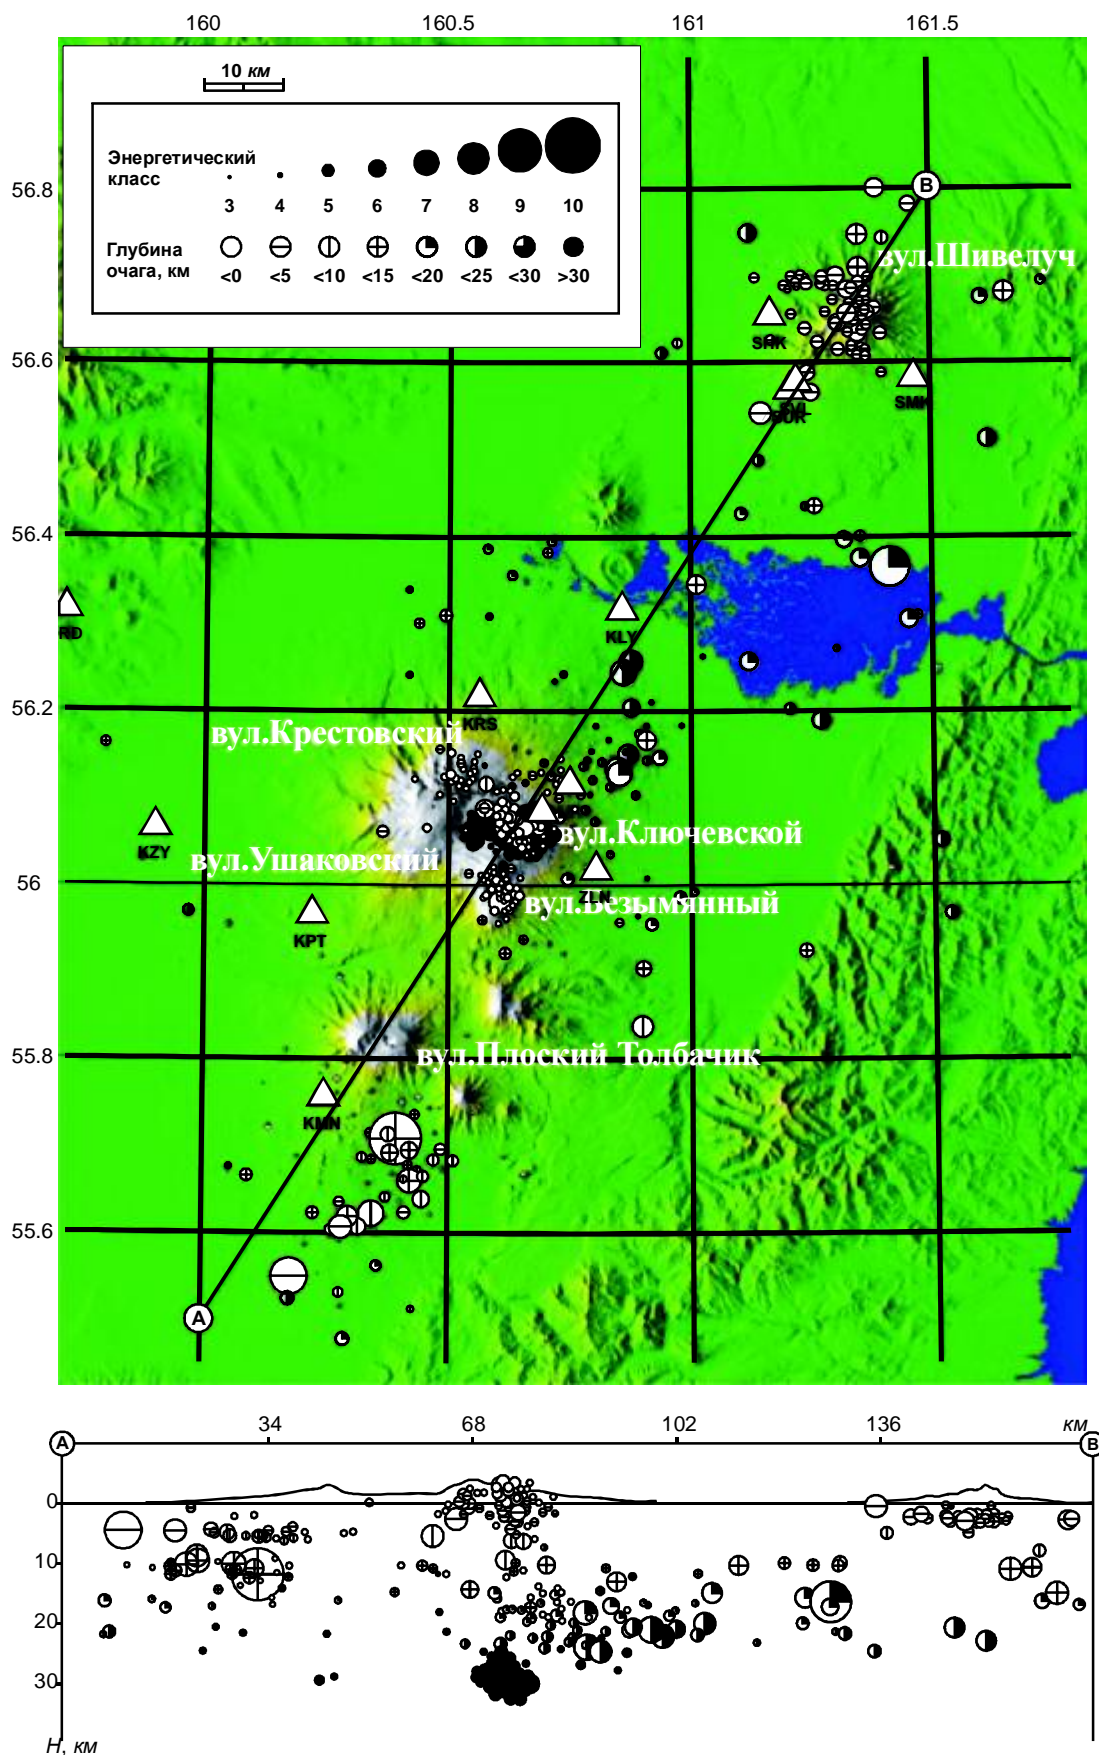 160 160.5 161 161.5
10 км
Энергетический
класс
3 4 5 6 7 8 9 10
Глубина
очага, км
<0 <5 <10 <15 <20 <25 <30 >30
56.8
B
вул.Шивелуч
SRK
56.6
SMK
56.4
RD
KLY
56.2
KRS
вул.Крестовский
KZY
вул.Ключевской
вул.Ушаковский
56
ZLN
вул.Безымянный
KPT
55.8
вул.Плоский Толбачик
KMN
55.6
A
34 68 102 136 км
A B
0
10
20
30
H, км